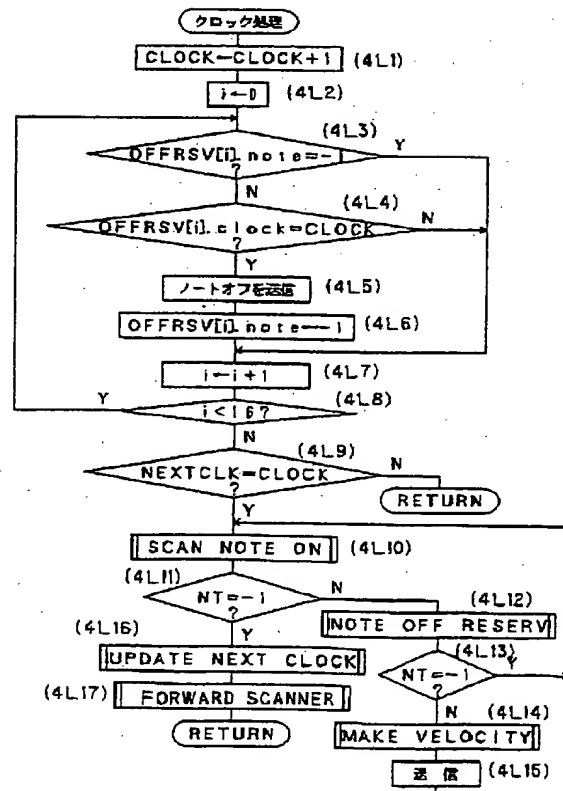 クロック処理
CLOCK←CLOCK+1 (4L1)
i←0 (4L2)
(4L3)
OFFRSV[i].note=-1
?
Y
N
(4L4)
OFFRSV[i].clock=CLOCK
?
N
Y
ノートオフを送信 (4L5)
OFFRSV[i].note←-1 (4L6)
i←i+1 (4L7)
Y
i<16? (4L8)
N
(4L9)
NEXTCLK=CLOCK
?
N
RETURN
Y
SCAN NOTE ON (4L10)
(4L11)
NT=-1
?
N
(4L12)
NOTE OFF RESERV
(4L16)
Y
UPDATE NEXT CLOCK
(4L13)
NT=-1
?
Y
(4L17)
FORWARD SCANNER
N
(4L14)
MAKE VELOCITY
RETURN
送信 (4L15)